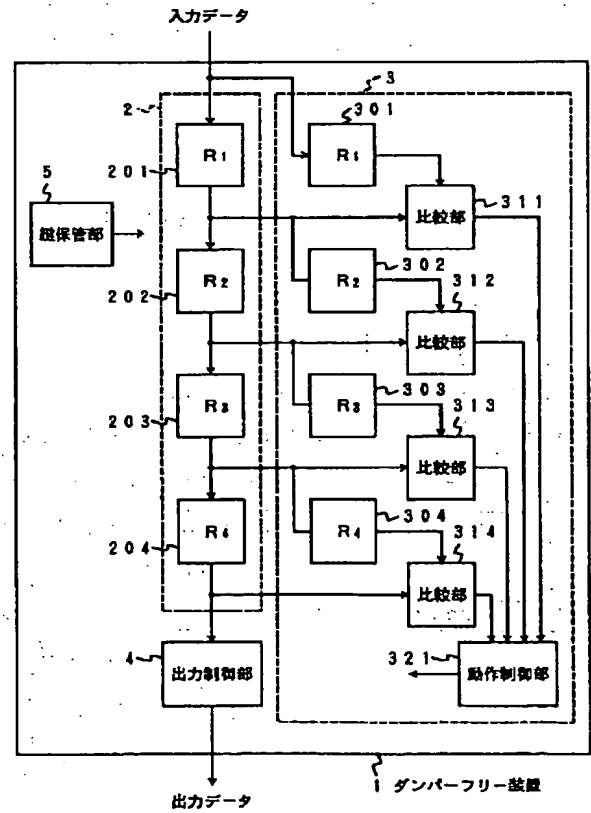 入力データ
3
2
301
R1
R1
201
5
鍵保管部
比較部
311
302
R2
R2
202
312
比較部
303
R3
R3
203
313
比較部
304
R4
R4
204
314
比較部
4
出力制御部
321
動作制御部
1 ダンパーフリー装置
出力データ